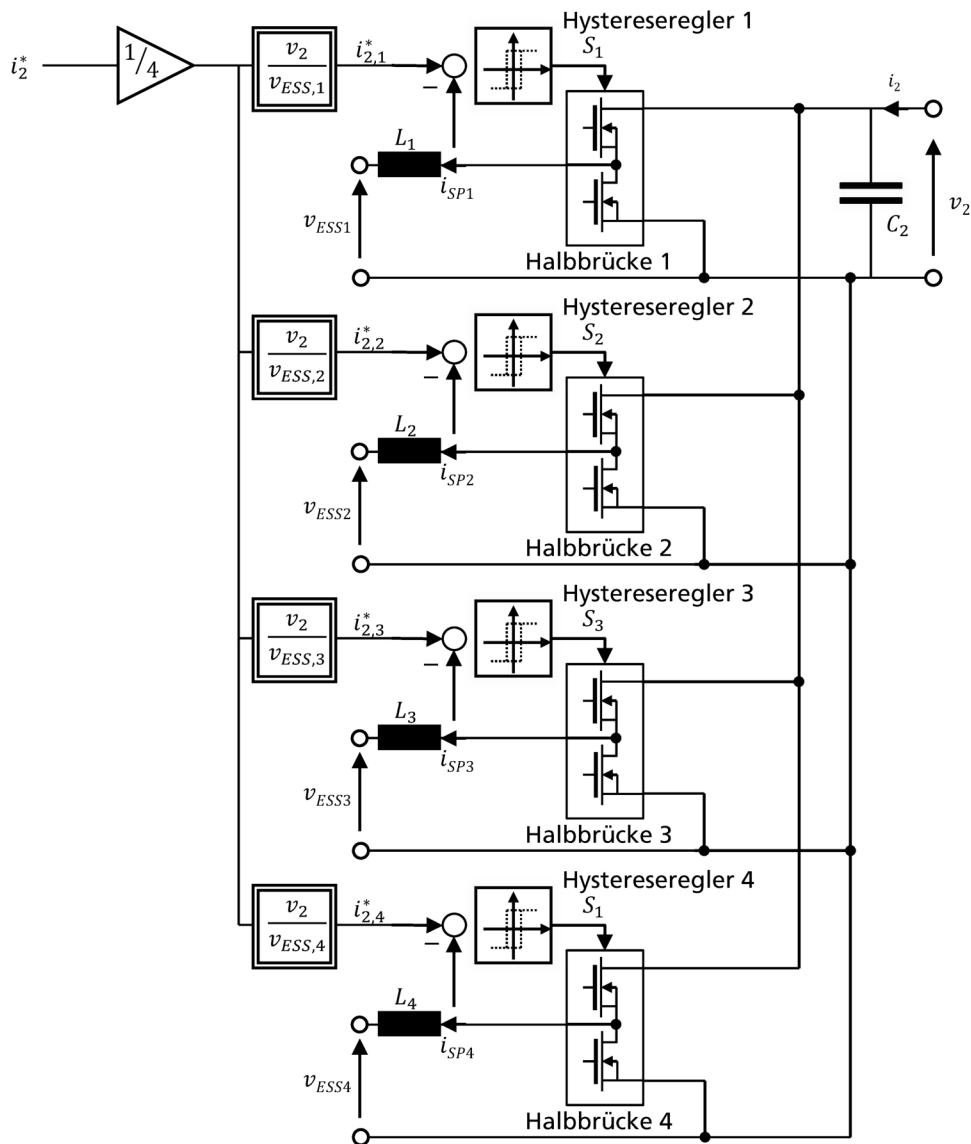 Hystereseregler 1
i₂* 1/4 v₂/v_ESS,1 i*₂,₁ − S₁
L₁ i_SP1 i₂
v_ESS1 C₂ v₂
Halbbrücke 1
Hystereseregler 2
v₂/v_ESS,2 i*₂,₂ − S₂
L₂ i_SP2
v_ESS2
Halbbrücke 2
Hystereseregler 3
v₂/v_ESS,3 i*₂,₃ − S₃
L₃ i_SP3
v_ESS3
Halbbrücke 3
Hystereseregler 4
v₂/v_ESS,4 i*₂,₄ − S₁
L₄ i_SP4
v_ESS4
Halbbrücke 4